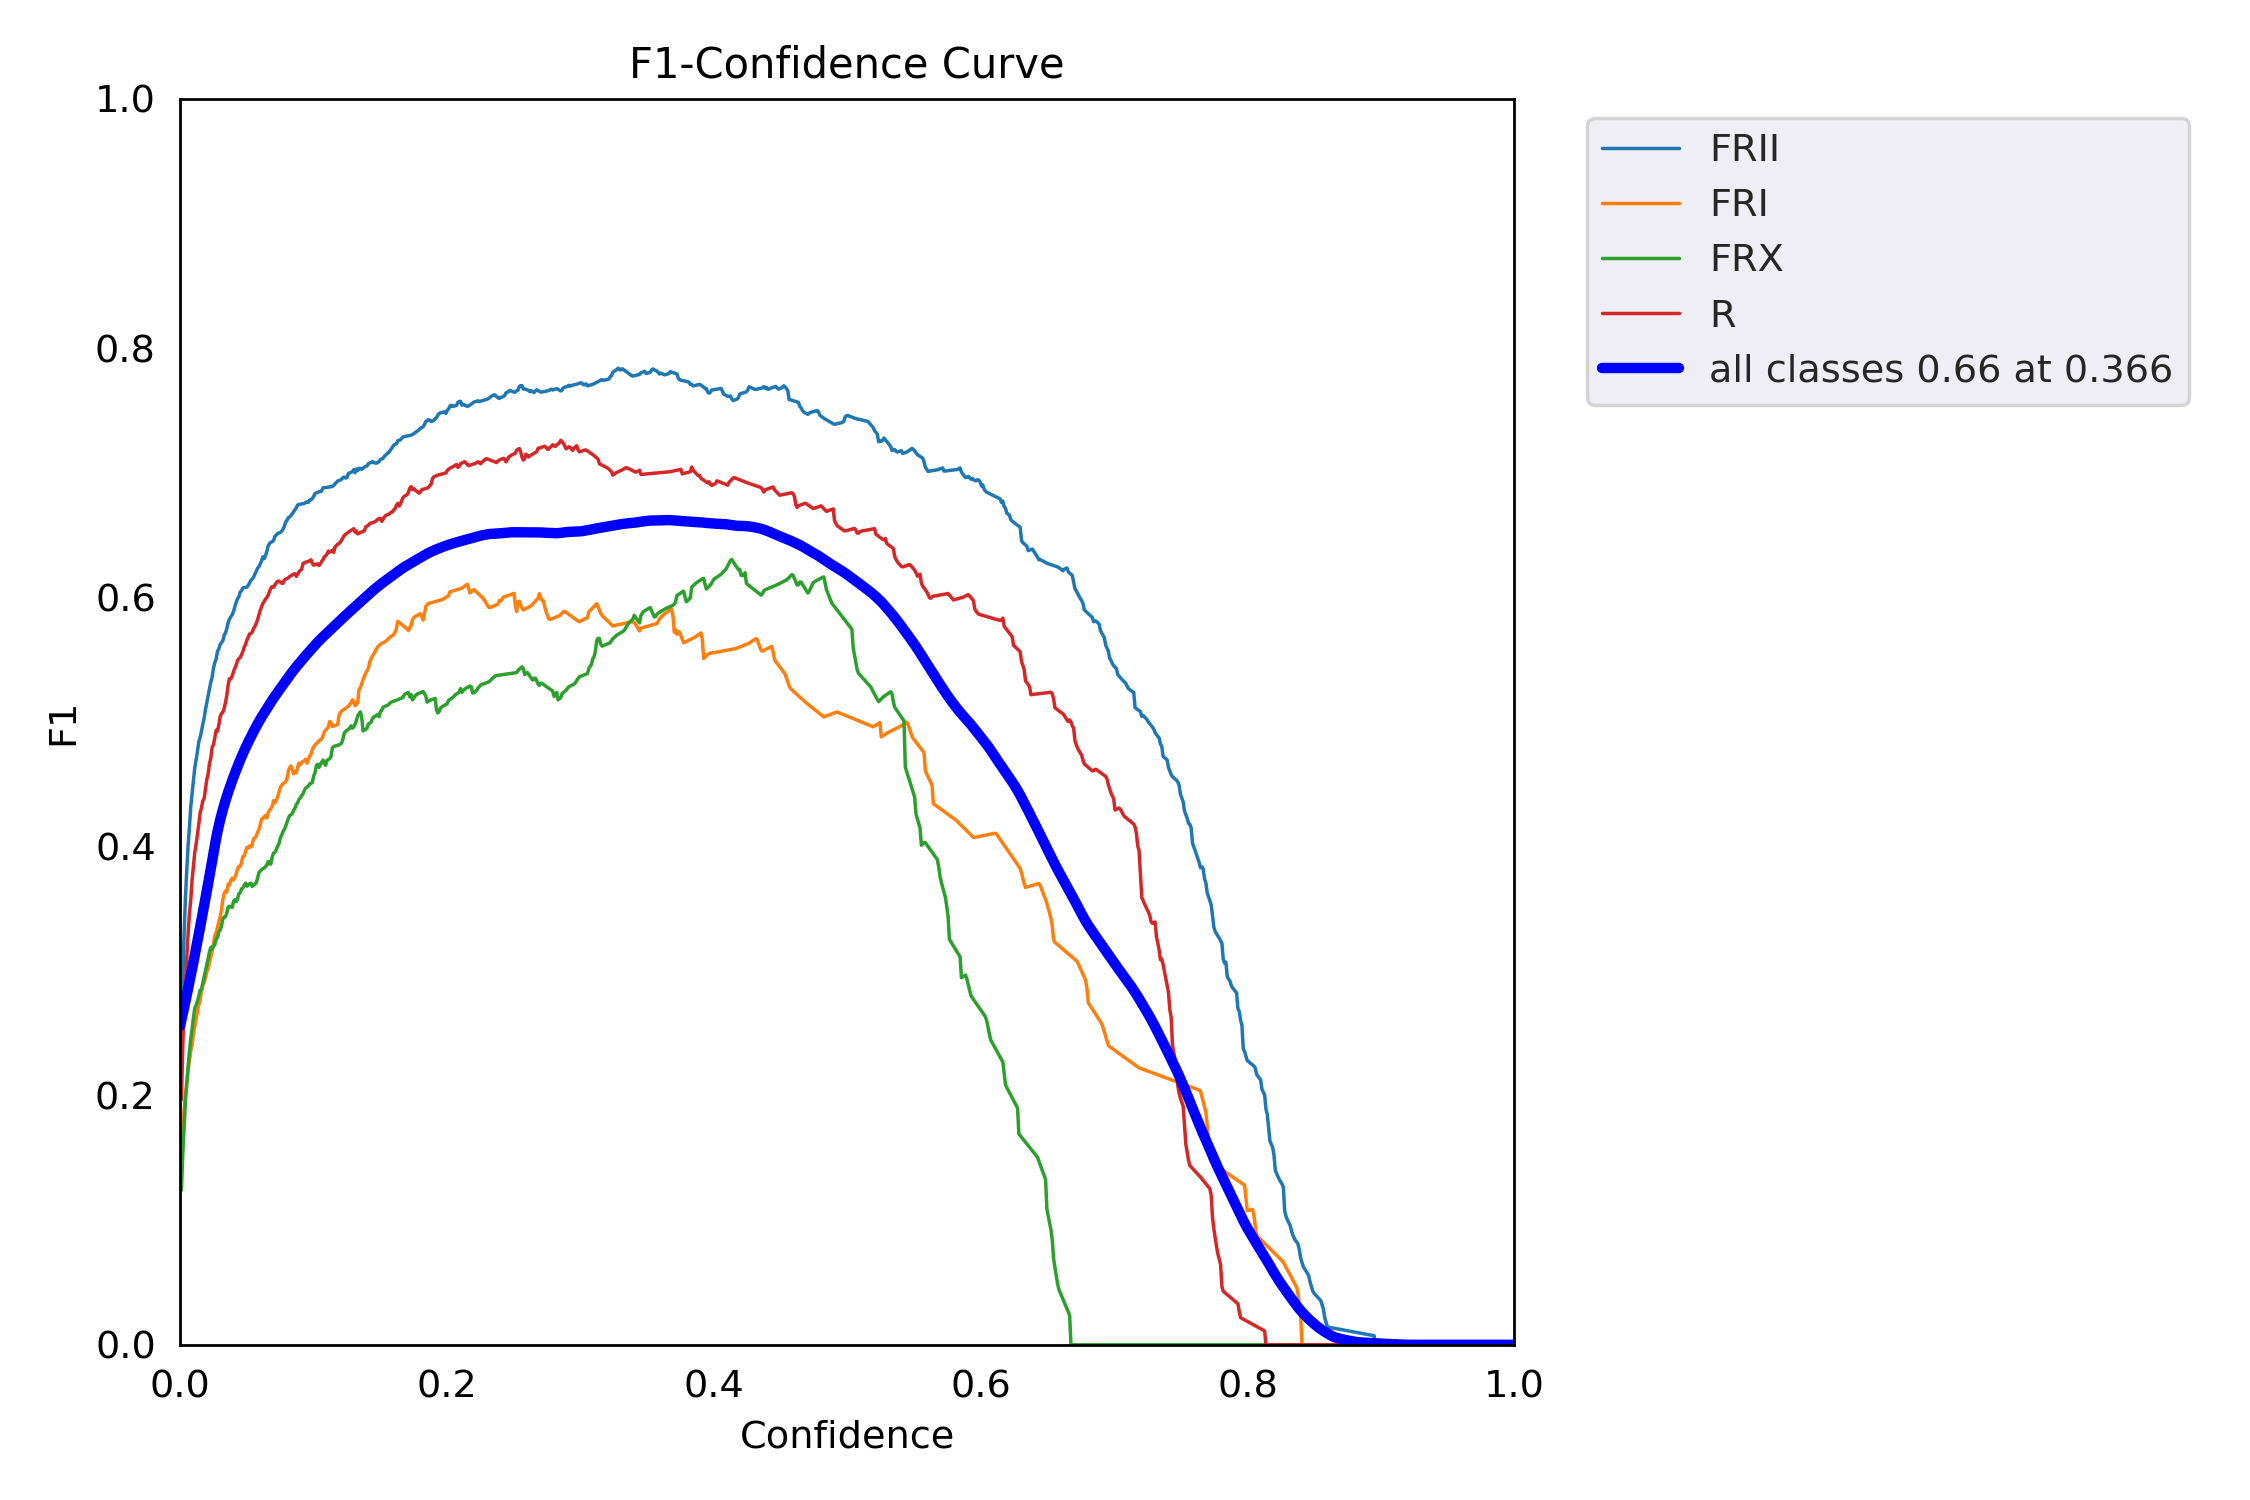 F1-Confidence Curve
1.0
0.8
0.6
0.4
0.2
0.0
F1
0.0 0.2 0.4 0.6 0.8 1.0
Confidence
FRII
FRI
FRX
R
all classes 0.66 at 0.366